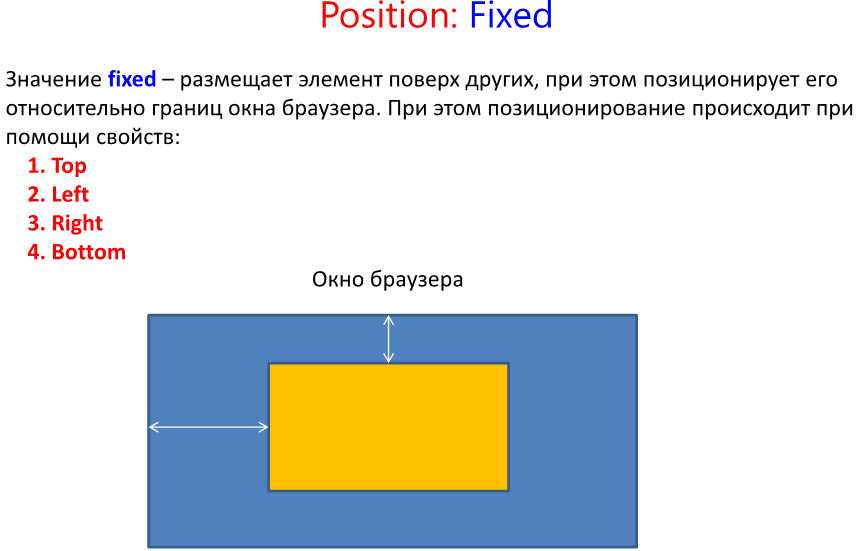 Position: Fixed
Значение fixed – размещает элемент поверх других, при этом позиционирует его
относительно границ окна браузера. При этом позиционирование происходит при
помощи свойств:
1. Top
2. Left
3. Right
4. Bottom
Окно браузера